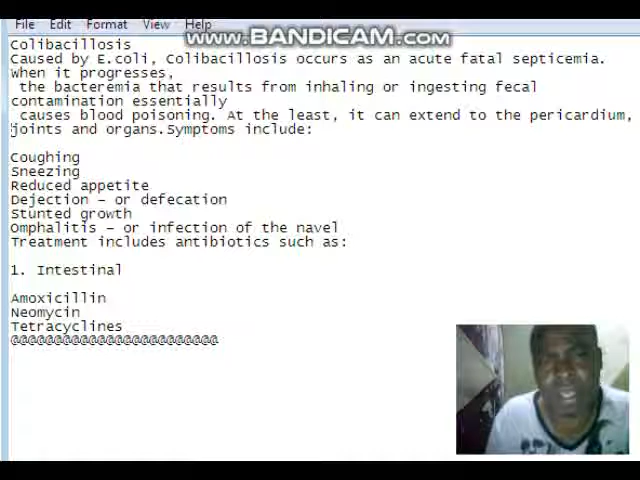 File Edit Format View Help
www.BANDICAM.com
Colibacillosis
Caused by E.coli, Colibacillosis occurs as an acute fatal septicemia.
When it progresses,
the bacteremia that results from inhaling or ingesting fecal
contamination essentially
causes blood poisoning. At the least, it can extend to the pericardium,
joints and organs.Symptoms include:
Coughing
Sneezing
Reduced appetite
Dejection - or defecation
Stunted growth
Omphalitis - or infection of the navel
Treatment includes antibiotics such as:
1. Intestinal
Amoxicillin
Neomycin
Tetracyclines
@@@@@@@@@@@@@@@@@@@@@@@@